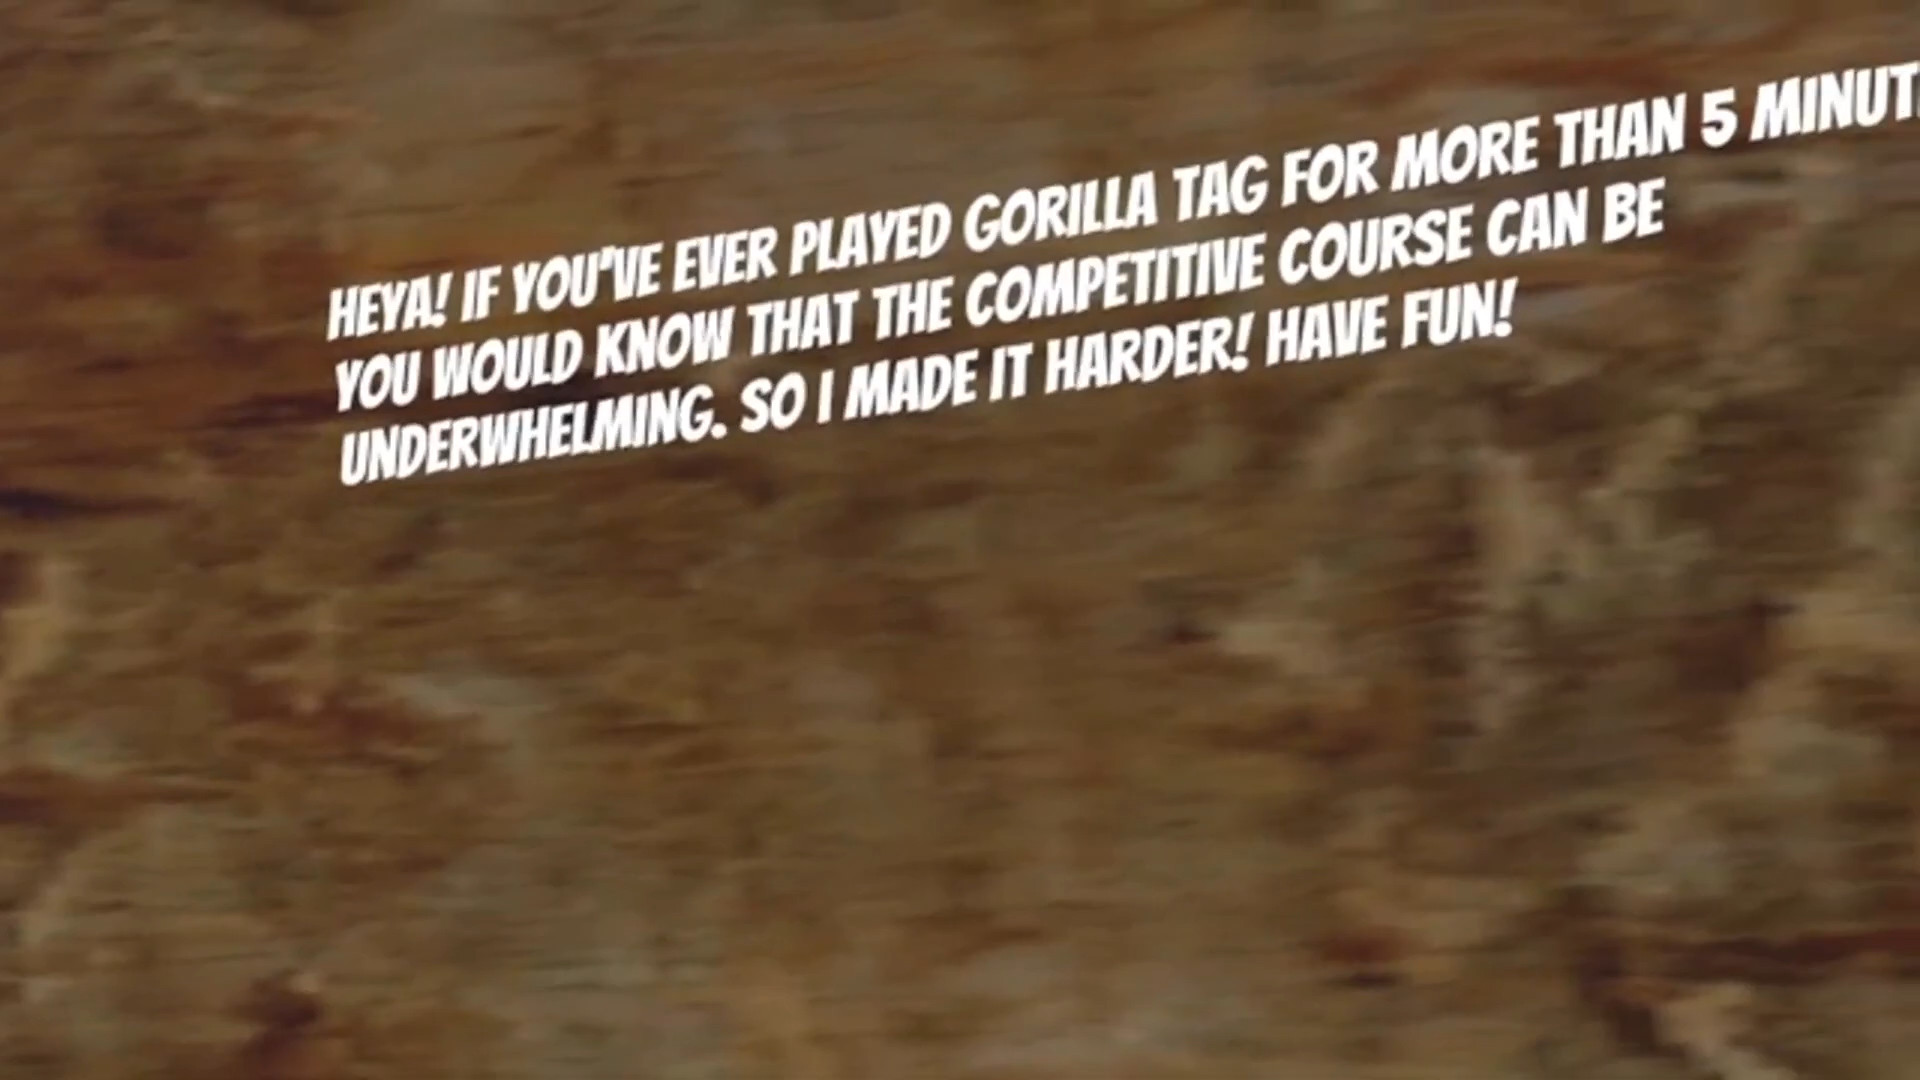 HEYA! IF YOU'VE EVER PLAYED GORILLA TAG FOR MORE THAN 5
YOU WOULD KNOW THAT THE COMPETITIVE COURSE CAN BE
UNDERWHELMING. SO I MADE IT HARDER! HAVE FUN!